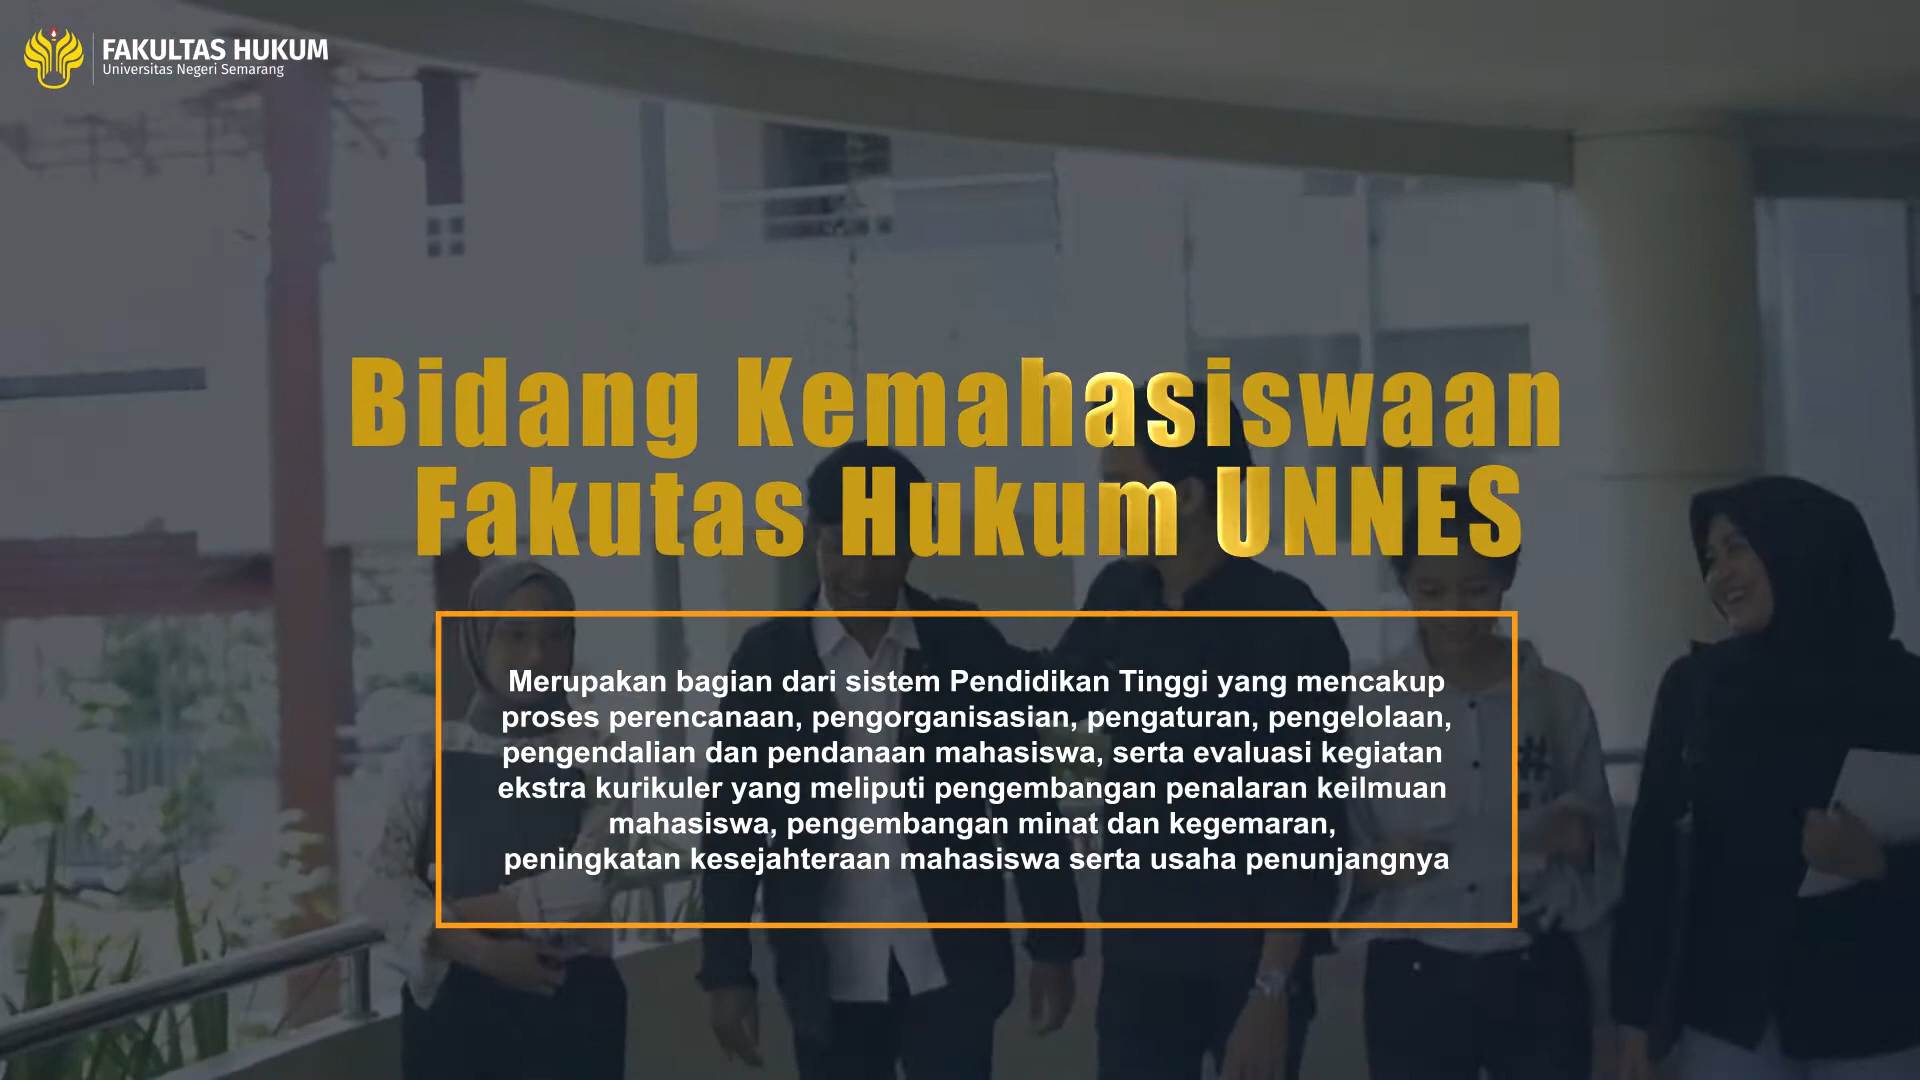 FAKULTAS HUKUM
Universitas Negeri Semarang
Bidang Kemahasiswaan
Fakutas Hukum UNNES
Merupakan bagian dari sistem Pendidikan Tinggi yang mencakup
proses perencanaan, pengorganisasian, pengaturan, pengelolaan,
pengendalian dan pendanaan mahasiswa, serta evaluasi kegiatan
ekstra kurikuler yang meliputi pengembangan penalaran keilmuan
mahasiswa, pengembangan minat dan kegemaran,
peningkatan kesejahteraan mahasiswa serta usaha penunjangnya